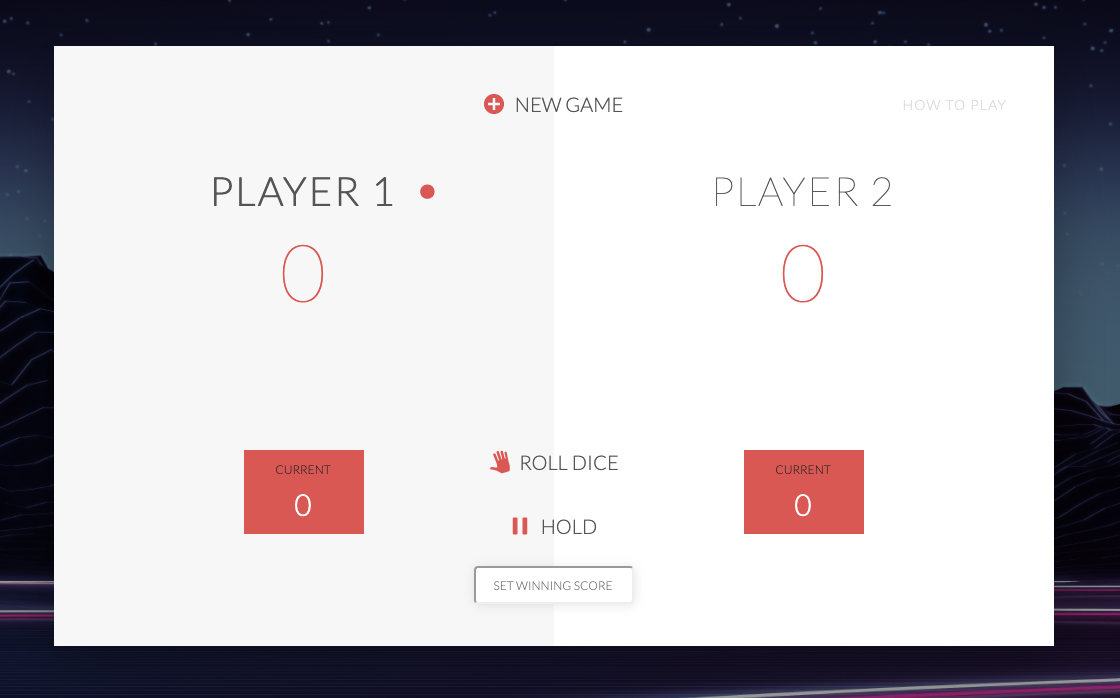 NEW GAME
HOW TO PLAY
PLAYER 1
PLAYER 2
0
0
CURRENT
0
ROLL DICE
HOLD
CURRENT
0
SET WINNING SCORE